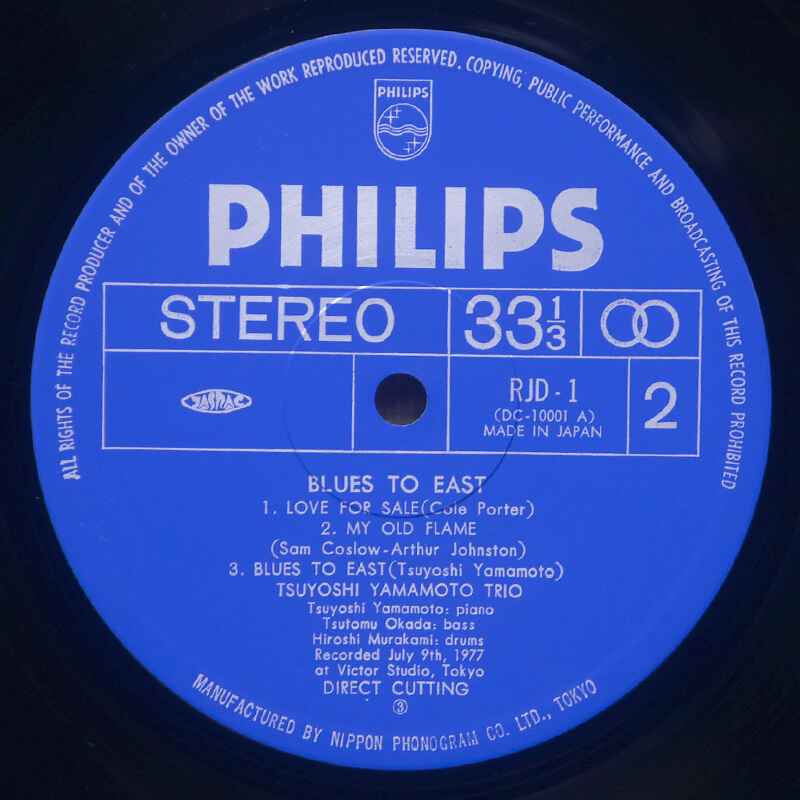 ALL RIGHTS OF THE RECORD PRODUCER AND OF THE OWNER OF THE WORK REPRODUCED RESERVED. COPYING, PUBLIC PERFORMANCE AND BROADCASTING OF THIS RECORD PROHIBITED
PHILIPS
PHILIPS
STEREO
33 1/3
JASRAC
RJD - 1
(DC-10001 A)
MADE IN JAPAN
2
BLUES TO EAST
1. LOVE FOR SALE(Cole Porter)
2. MY OLD FLAME
(Sam Coslow-Arthur Johnston)
3. BLUES TO EAST(Tsuyoshi Yamamoto)
TSUYOSHI YAMAMOTO TRIO
Tsuyoshi Yamamoto: piano
Tsutomu Okada: bass
Hiroshi Murakami: drums
Recorded July 9th, 1977
at Victor Studio, Tokyo
DIRECT CUTTING
③
MANUFACTURED BY NIPPON PHONOGRAM CO. LTD., TOKYO